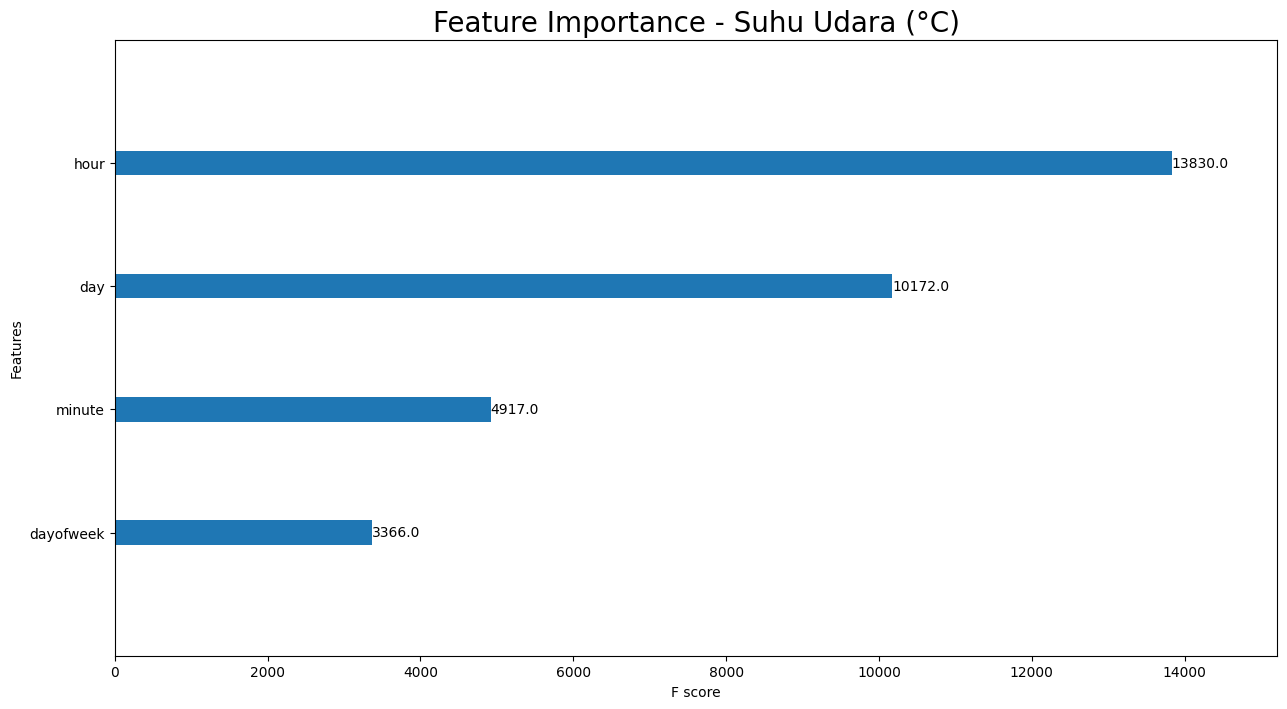 Feature Importance - Suhu Udara (°C)
Features
hour
13830.0
day
10172.0
minute
4917.0
dayofweek
3366.0
0 2000 4000 6000 8000 10000 12000 14000
F score